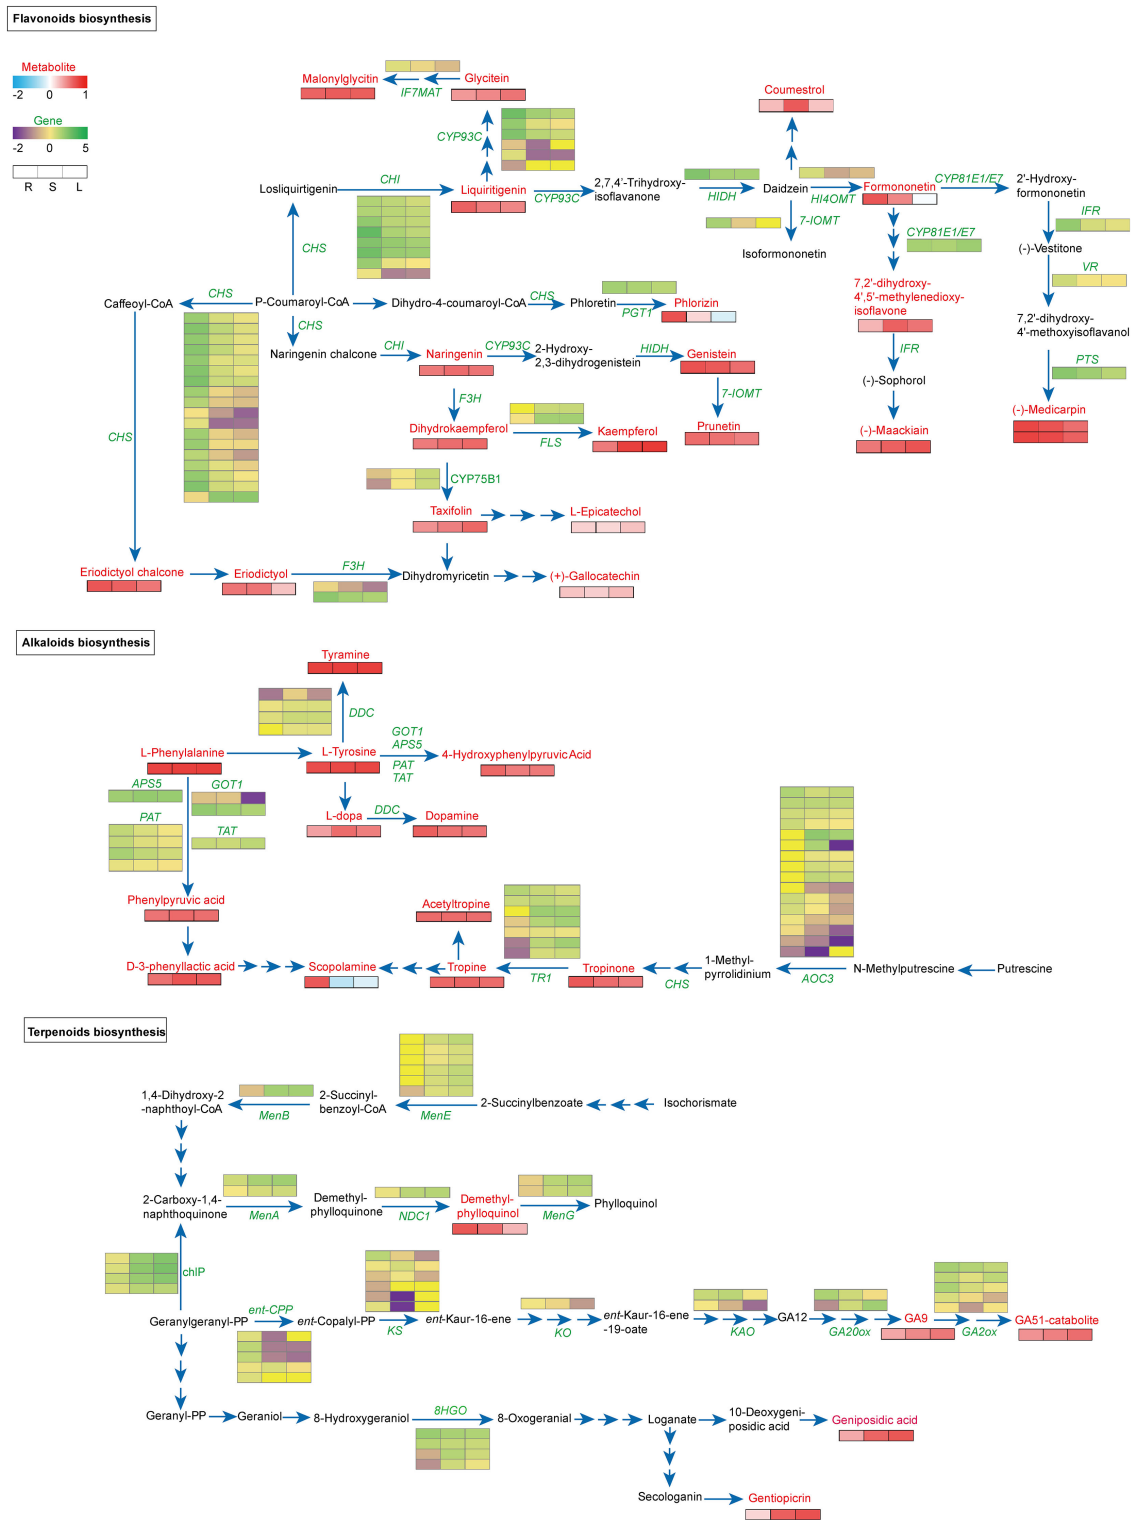 Flavonoids biosynthesis
Metabolite
-2 0 1
Gene
-2 0 5
R S L
Malonylglycitin
Glycitein
IF7MAT
CYP93C
Coumestrol
Losliquirtigenin
CHI
Liquiritigenin
CYP93C
2,7,4'-Trihydroxy-
isoflavanone
HIDH
Daidzein
HI4OMT
Formononetin
CYP81E1/E7
2'-Hydroxy-
formononetin
7-IOMT
Isoformononetin
CYP81E1/E7
IFR
(-)-Vestitone
VR
CHS
Caffeoyl-CoA
CHS
P-Coumaroyl-CoA
Dihydro-4-coumaroyl-CoA
CHS
Phloretin
PGT1
Phlorizin
7,2'-dihydroxy-
4',5'-methylenedioxy-
isoflavone
7,2'-dihydroxy-
4'-methoxyisoflavanol
CHS
Naringenin chalcone
CHI
Naringenin
CYP93C
2-Hydroxy-
2,3-dihydrogenistein
HIDH
Genistein
IFR
(-)-Sophorol
PTS
F3H
7-IOMT
Dihydrokaempferol
FLS
Kaempferol
Prunetin
(-)-Maackiain
(-)-Medicarpin
CHS
CYP75B1
Taxifolin
L-Epicatechol
Eriodictyol chalcone
Eriodictyol
F3H
Dihydromyricetin
(+)-Gallocatechin
Alkaloids biosynthesis
Tyramine
DDC
L-Phenylalanine
L-Tyrosine
GOT1
APS5
PAT
TAT
4-Hydroxyphenylpyruvic Acid
APS5
GOT1
PAT
TAT
L-dopa
DDC
Dopamine
Phenylpyruvic acid
Acetyltropine
D-3-phenyllactic acid
Scopolamine
Tropine
TR1
Tropinone
CHS
1-Methyl-
pyrrolidinium
AOC3
N-Methylputrescine
Putrescine
Terpenoids biosynthesis
1,4-Dihydroxy-2
-naphthoyl-CoA
MenB
2-Succinyl-
benzoyl-CoA
MenE
2-Succinylbenzoate
Isochorismate
2-Carboxy-1,4-
naphthoquinone
MenA
Demethyl-
phylloquinone
NDC1
Demethyl-
phylloquinol
MenG
Phylloquinol
chlP
Geranylgeranyl-PP
ent-CPP
ent-Copalyl-PP
KS
ent-Kaur-16-ene
KO
ent-Kaur-16-ene
-19-oate
KAO
GA12
GA20ox
GA9
GA2ox
GA51-catabolite
Geranyl-PP
Geraniol
8-Hydroxygeraniol
8HGO
8-Oxogeranial
Loganate
10-Deoxygeni-
posidic acid
Geniposidic acid
Secologanin
Gentiopicrin